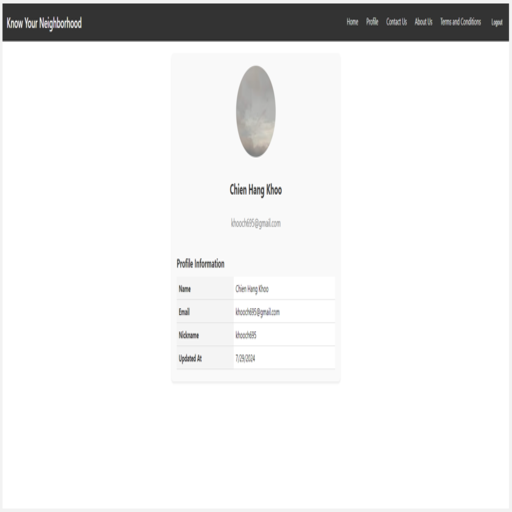 Know Your Neighborhood
Home Profile Contact Us About Us Terms and Conditions Logout
Chien Hang Khoo
khooch695@gmail.com
Profile Information
Name Chien Hang Khoo
Email khooch695@gmail.com
Nickname khooch695
Updated At 7/29/2024